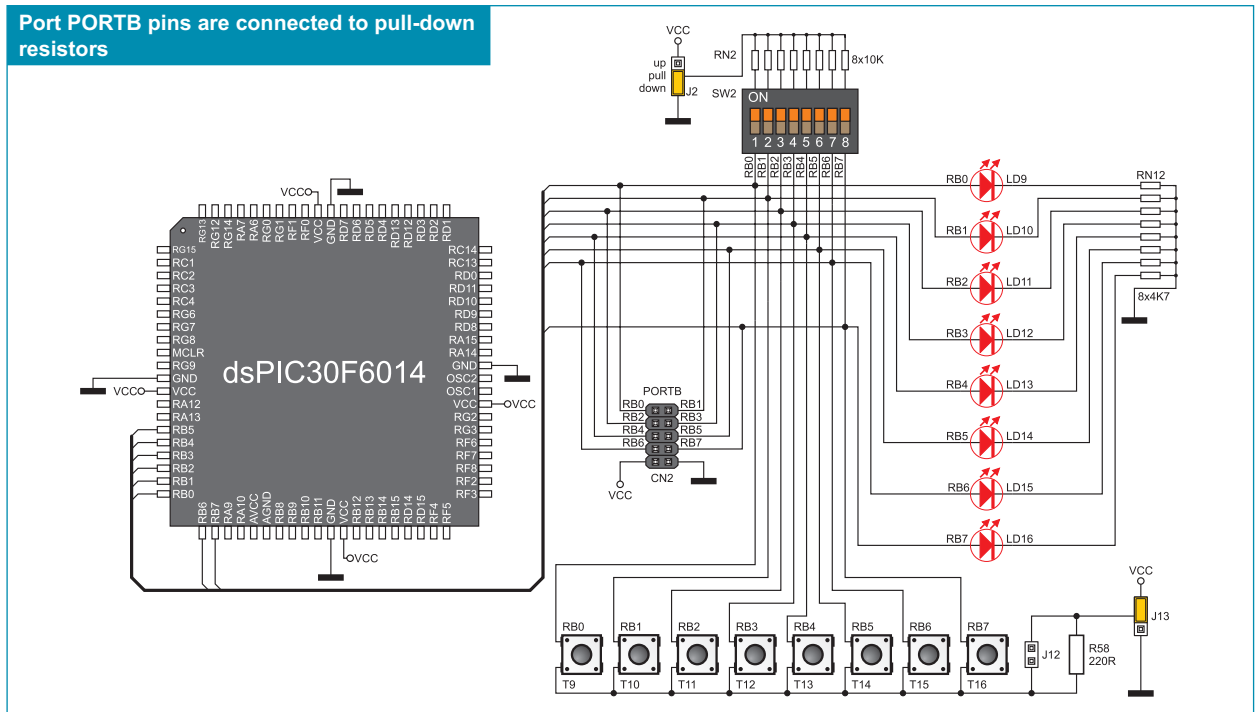 Port PORTB pins are connected to pull-down
resistors
VCC
up
pull
down
J2
RN2
8x10K
SW2
ON
1 2 3 4 5 6 7 8
RB0
RB1
RB2
RB3
RB4
RB5
RB6
RB7
VCC
RG13
RG12
RG14
RA7
RA6
RG0
RG1
RF1
RF0
VCC
GND
RD7
RD6
RD5
RD4
RD13
RD12
RD3
RD2
RD1
RG15
RC1
RC2
RC3
RC4
RG6
RG7
RG8
MCLR
RG9
GND
VCC
RA12
RA13
RB5
RB4
RB3
RB2
RB1
RB0
VCC
dsPIC30F6014
RC14
RC13
RD0
RD11
RD10
RD9
RD8
RA15
RA14
GND
OSC2
OSC1
VCC
RG2
RG3
RF6
RF7
RF8
RF2
RF3
VCC
RB6
RB7
RA9
RA10
AVCC
AGND
RB8
RB9
RB10
RB11
GND
VCC
RB12
RB13
RB14
RB15
RD14
RD15
RF4
RF5
VCC
PORTB
RB0 RB1
RB2 RB3
RB4 RB5
RB6 RB7
CN2
VCC
RB0 LD9
RB1 LD10
RB2 LD11
RB3 LD12
RB4 LD13
RB5 LD14
RB6 LD15
RB7 LD16
RN12
8x4K7
RB0 RB1 RB2 RB3 RB4 RB5 RB6 RB7
T9 T10 T11 T12 T13 T14 T15 T16
J12
R58
220R
VCC
J13